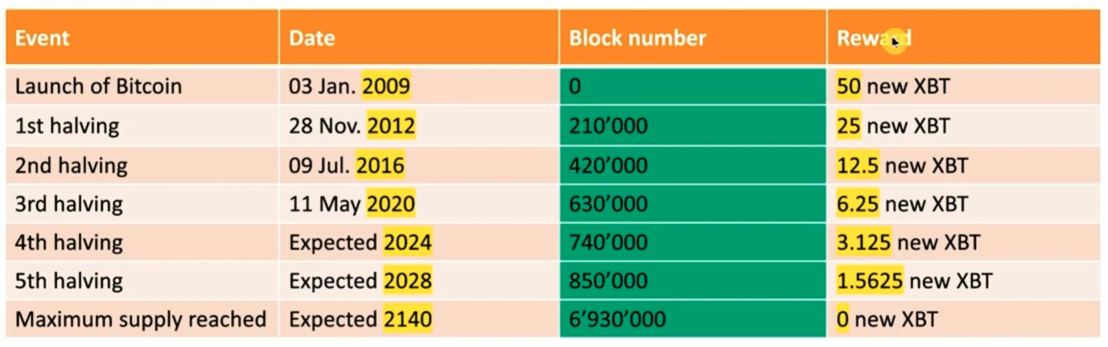 Event Date Block number Reward
Launch of Bitcoin 03 Jan. 2009 0 50 new XBT
1st halving 28 Nov. 2012 210’000 25 new XBT
2nd halving 09 Jul. 2016 420’000 12.5 new XBT
3rd halving 11 May 2020 630’000 6.25 new XBT
4th halving Expected 2024 740’000 3.125 new XBT
5th halving Expected 2028 850’000 1.5625 new XBT
Maximum supply reached Expected 2140 6’930’000 0 new XBT